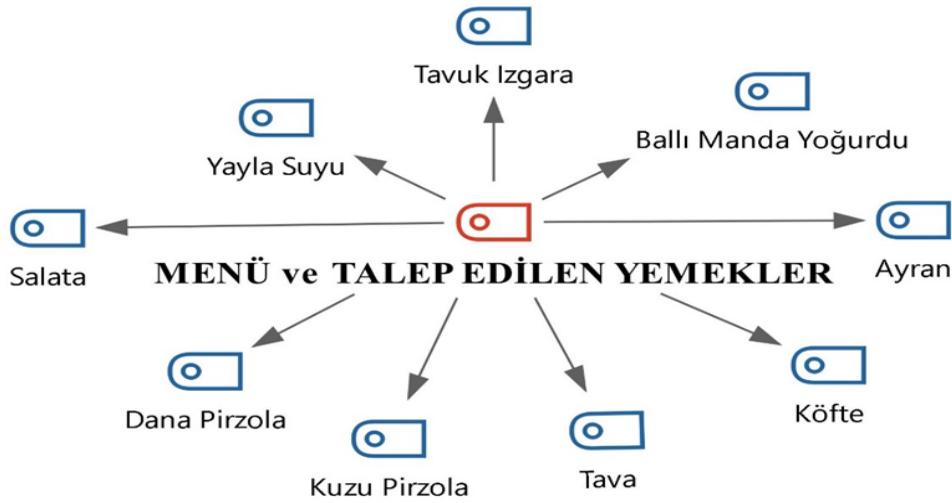 Tavuk Izgara
Ballı Manda Yoğurdu
Yayla Suyu
Salata
MENÜ ve TALEP EDİLEN YEMEKLER
Ayran
Dana Pirzola
Köfte
Kuzu Pirzola
Tava